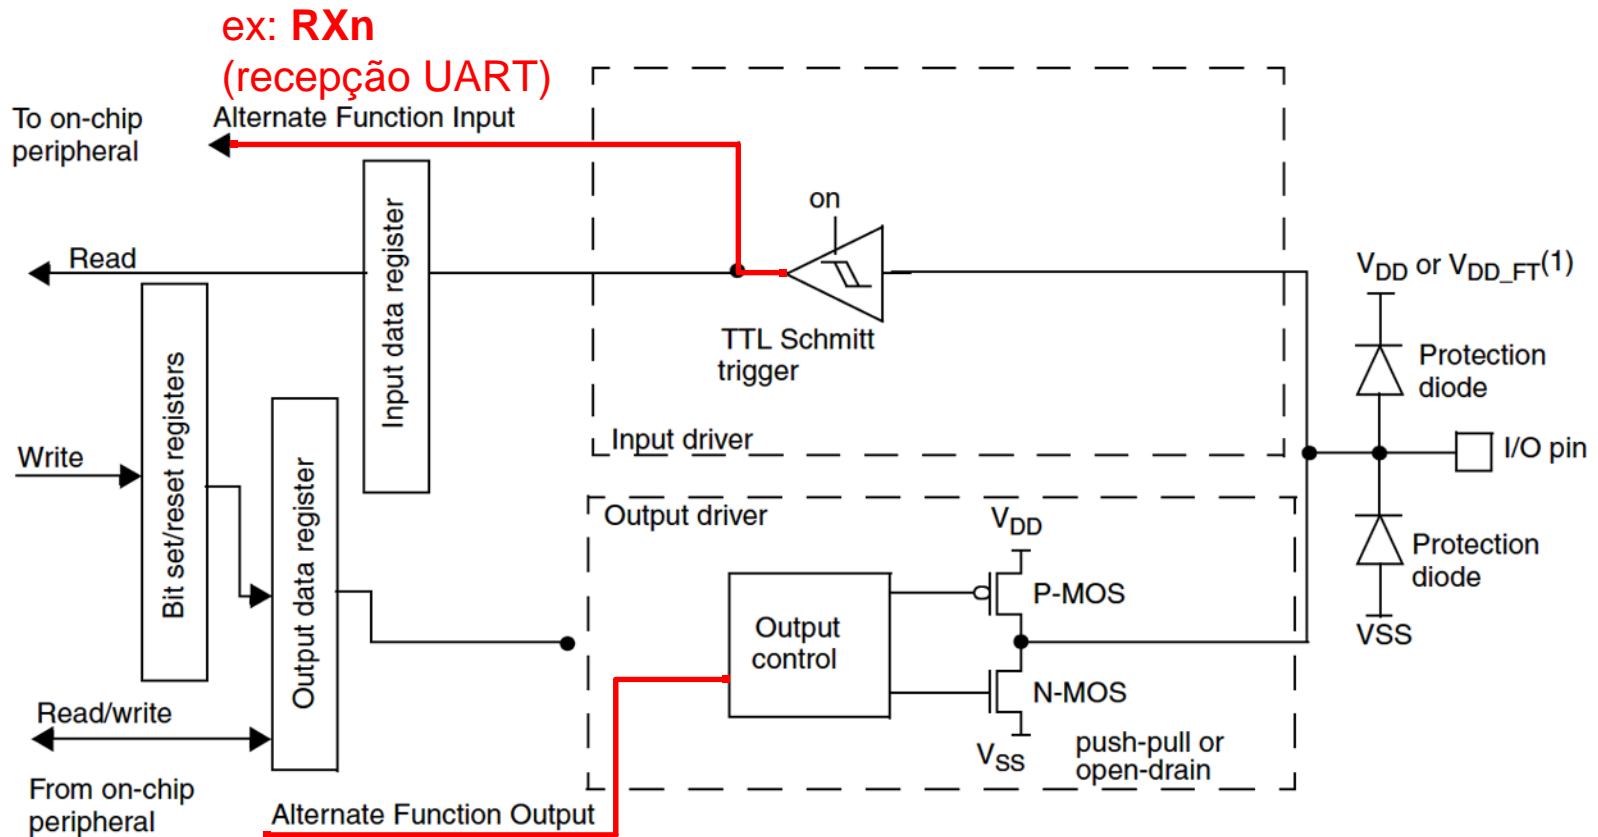 ex: RXn
(recepção UART)
To on-chip
peripheral
Alternate Function Input
on
Input data register
Read
VDD or VDD_FT(1)
TTL Schmitt
trigger
Protection
diode
Bit set/reset registers
Input driver
I/O pin
Write
Output data register
Output driver
VDD
Protection
diode
P-MOS
Output
control
VSS
N-MOS
Read/write
push-pull or
open-drain
VSS
From on-chip
peripheral
Alternate Function Output